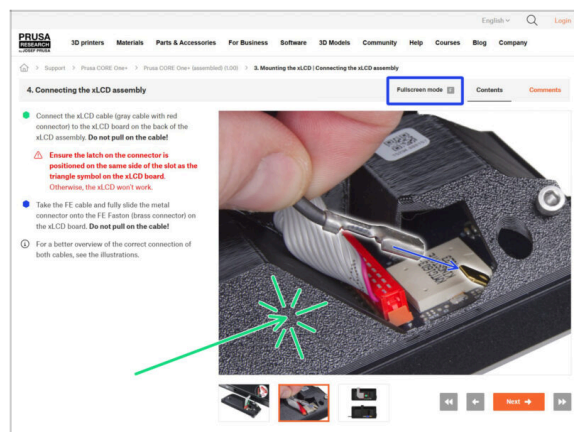 English
Login
PRUSA
RESEARCH
by JOSEF PRUSA
3D printers
Materials
Parts & Accessories
For Business
Software
3D Models
Community
Help
Courses
Blog
Company
Support > Prusa CORE One+ > Prusa CORE One+ (assembled) (1.00) > 3. Mounting the xLCD | Connecting the xLCD assembly
4. Connecting the xLCD assembly
Fullscreen mode F
Contents
Comments
Connect the xLCD cable (gray cable with red
connector) to the xLCD board on the back of the
xLCD assembly. Do not pull on the cable!
Ensure the latch on the connector is
positioned on the same side of the slot as the
triangle symbol on the xLCD board.
Otherwise, the xLCD won't work.
Take the FE cable and fully slide the metal
connector onto the FE Faston (brass connector) on
the xLCD board. Do not pull on the cable!
For a better overview of the correct connection of
both cables, see the illustrations.
Next